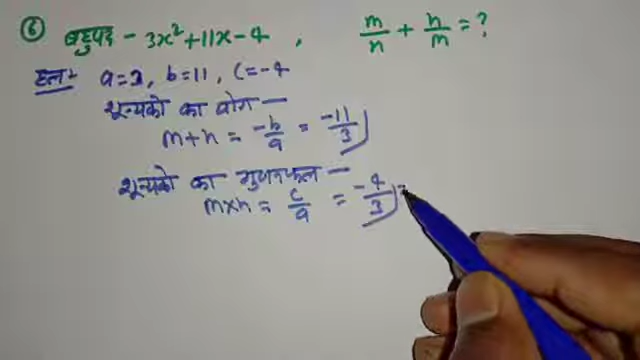 ⑥ बहुपद - 3x²+11x-4 , m/n + n/m = ?
हल:- a=3, b=11, c=-4
शून्यको का योग —
m+n = -b/a = -11/3
शून्यको का गुणनफल —
m×n = c/a = -4/3 =